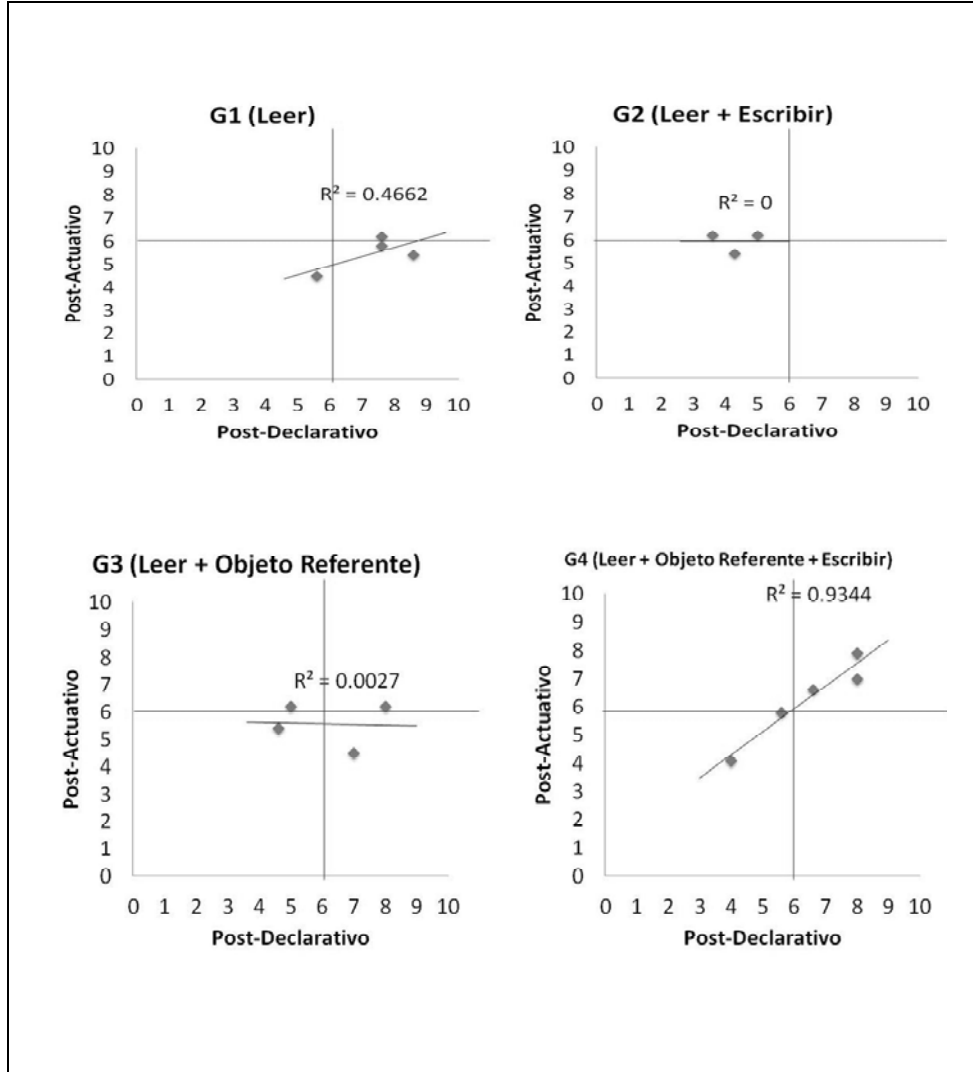 G1 (Leer)
10
9
8
7
6
5
4
3
2
1
0
R² = 0.4662
Post-Actuativo
0 1 2 3 4 5 6 7 8 9 10
Post-Declarativo
G2 (Leer + Escribir)
10
9
8
7
6
5
4
3
2
1
0
R² = 0
Post-Actuativo
0 1 2 3 4 5 6 7 8 9 10
Post-Declarativo
G3 (Leer + Objeto Referente)
10
9
8
7
6
5
4
3
2
1
0
R² = 0.0027
Post-Actuativo
0 1 2 3 4 5 6 7 8 9 10
Post-Declarativo
G4 (Leer + Objeto Referente + Escribir)
R² = 0.9344
10
9
8
7
6
5
4
3
2
1
0
Post-Actuativo
0 1 2 3 4 5 6 7 8 9 10
Post-Declarativo